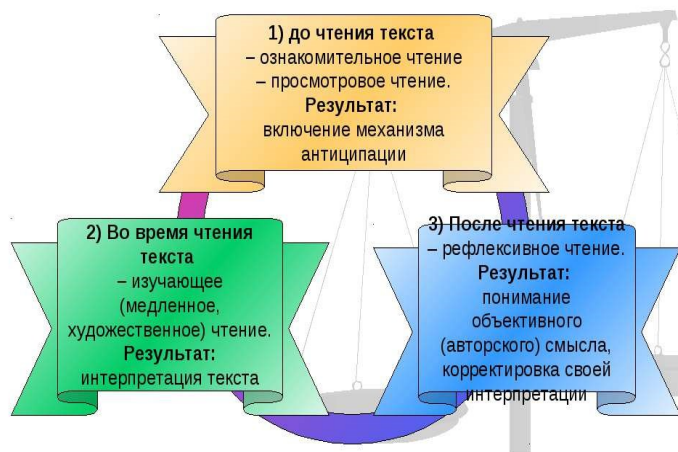 1) до чтения текста
– ознакомительное чтение
– просмотровое чтение.
Результат:
включение механизма
антиципации
2) Во время чтения
текста
– изучающее
(медленное,
художественное) чтение.
Результат:
интерпретация текста
3) После чтения текста
– рефлексивное чтение.
Результат:
понимание
объективного
(авторского) смысла,
корректировка своей
интерпретации